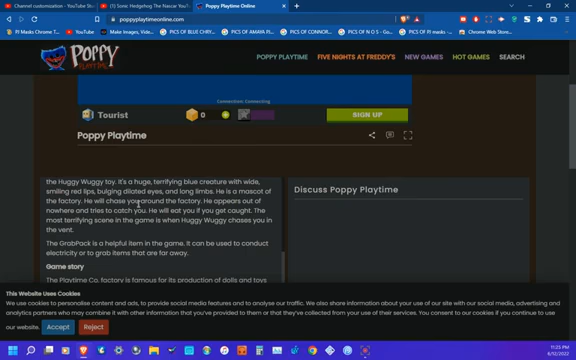 Channel customization - YouTube St
(1) Sonic Hedgehog The Nascar You
Poppy Playtime Online
poppyplaytimeonline.com
PJ Masks Chrome T...
YouTube
Make Images, Video...
PICS OF BLUE CHRY...
PICS OF AMAYA FL...
PICS OF CONNOR...
PICS OF N O S - Goo...
PICS OF PJ masks -...
Chrome Web Store...
POPPY
PLAYTIME
POPPY PLAYTIME
FIVE NIGHTS AT FREDDY'S
NEW GAMES
HOT GAMES
SEARCH
Connection: Connecting
Tourist
0
SIGN UP
Poppy Playtime
the Huggy Wuggy toy. It's a huge, terrifying blue creature with wide,
smiling red lips, bulging dilated eyes, and long limbs. He is a mascot of
the factory. He will chase you around the factory. He appears out of
nowhere and tries to catch you. He will eat you if you get caught. The
most terrifying scene in the game is when Huggy Wuggy chases you in
the vent.
The GrabPack is a helpful item in the game. It can be used to conduct
electricity or to grab items that are far away.
Game story
The Playtime Co. factory is famous for its production of dolls and toys
Discuss Poppy Playtime
This Website Uses Cookies
We use cookies to personalise content and ads, to provide social media features and to analyse our traffic. We also share information about your use of our site with our social media, advertising and
analytics partners who may combine it with other information that you've provided to them or that they've collected from your use of their services. You consent to our cookies if you continue to use
our website.
Accept
Reject
11:25 PM
6/12/2022